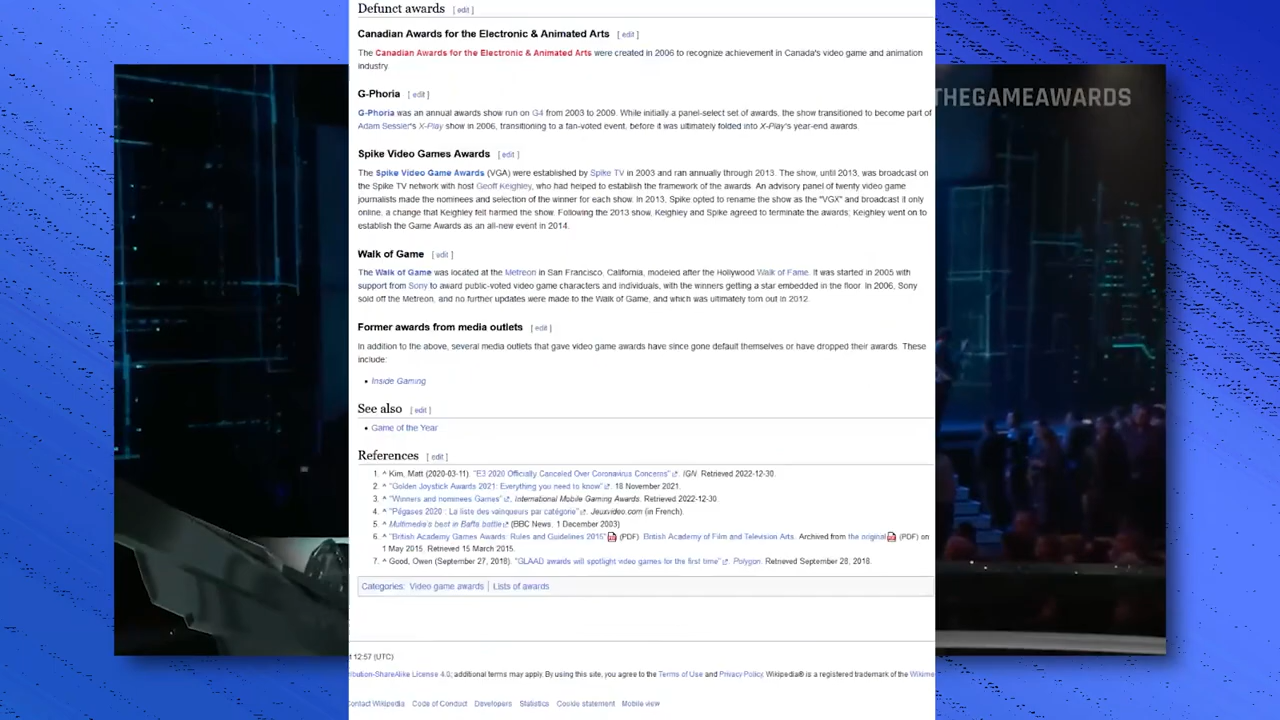 Defunct awards [ edit ]
Canadian Awards for the Electronic & Animated Arts [ edit ]
The Canadian Awards for the Electronic & Animated Arts were created in 2006 to recognize achievement in Canada's video game and animation
industry.
G-Phoria [ edit ]
G-Phoria was an annual awards show run on G4 from 2003 to 2009. While initially a panel-select set of awards, the show transitioned to become part of
Adam Sessler's X-Play show in 2006, transitioning to a fan-voted event, before it was ultimately folded into X-Play's year-end awards.
Spike Video Games Awards [ edit ]
The Spike Video Game Awards (VGA) were established by Spike TV in 2003 and ran annually through 2013. The show, until 2013, was broadcast on
the Spike TV network with host Geoff Keighley, who had helped to establish the framework of the awards. An advisory panel of twenty video game
journalists made the nominees and selection of the winner for each show. In 2013, Spike opted to rename the show as the "VGX" and broadcast it only
online, a change that Keighley felt harmed the show. Following the 2013 show, Keighley and Spike agreed to terminate the awards; Keighley went on to
establish the Game Awards as an all-new event in 2014.
Walk of Game [ edit ]
The Walk of Game was located at the Metreon in San Francisco, California, modeled after the Hollywood Walk of Fame. It was started in 2005 with
support from Sony to award public-voted video game characters and individuals, with the winners getting a star embedded in the floor. In 2006, Sony
sold off the Metreon, and no further updates were made to the Walk of Game, and which was ultimately torn out in 2012.
Former awards from media outlets [ edit ]
In addition to the above, several media outlets that gave video game awards have since gone default themselves or have dropped their awards. These
include:
• Inside Gaming
See also [ edit ]
• Game of the Year
References [ edit ]
1. ^ Kim, Matt (2020-03-11). "E3 2020 Officially Canceled Over Coronavirus Concerns". IGN. Retrieved 2022-12-30.
2. ^ "Golden Joystick Awards 2021: Everything you need to know". 18 November 2021.
3. ^ "Winners and nominees Games". International Mobile Gaming Awards. Retrieved 2022-12-30.
4. ^ "Pégases 2020 : La liste des vainqueurs par catégorie". Jeuxvideo.com (in French).
5. ^ Multimedia's best in Bafta battle (BBC News, 1 December 2003)
6. ^ "British Academy Games Awards: Rules and Guidelines 2015" (PDF). British Academy of Film and Television Arts. Archived from the original (PDF) on
1 May 2015. Retrieved 15 March 2015.
7. ^ Good, Owen (September 27, 2018). "GLAAD awards will spotlight video games for the first time". Polygon. Retrieved September 28, 2018.
Categories: Video game awards | Lists of awards
t 12:57 (UTC)
ibution-ShareAlike License 4.0; additional terms may apply. By using this site, you agree to the Terms of Use and Privacy Policy. Wikipedia® is a registered trademark of the Wikime
Contact Wikipedia Code of Conduct Developers Statistics Cookie statement Mobile view
THEGAMEAWARDS